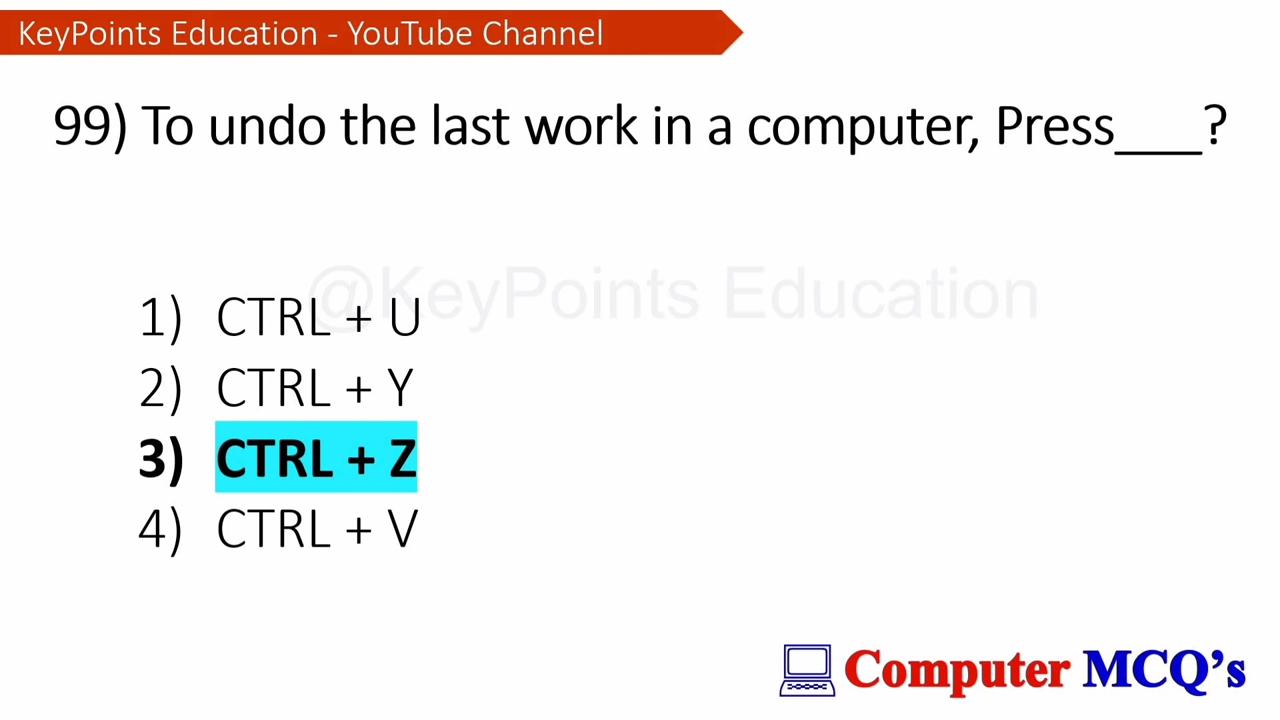 KeyPoints Education - YouTube Channel
99) To undo the last work in a computer, Press___?
@KeyPoints Education
1) CTRL + U
2) CTRL + Y
3) CTRL + Z
4) CTRL + V
Computer MCQ's